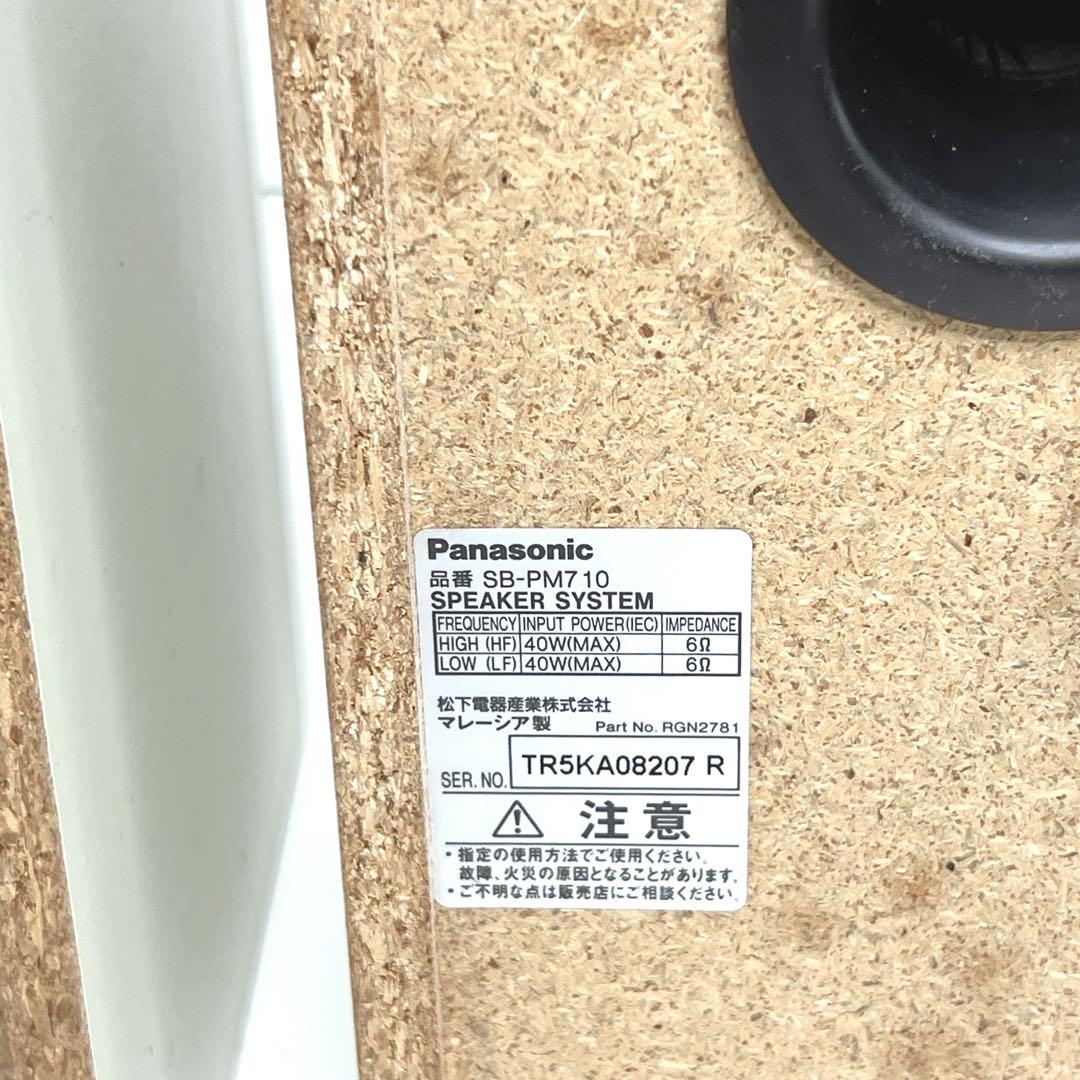 Panasonic
品番 SB-PM710
SPEAKER SYSTEM
FREQUENCY INPUT POWER(IEC) IMPEDANCE
HIGH (HF) 40W(MAX) 6Ω
LOW (LF) 40W(MAX) 6Ω
松下電器産業株式会社
マレーシア製 Part No. RGN2781
SER. NO. TR5KA08207 R
注意
・指定の使用方法でご使用ください。
故障、火災の原因となることがあります。
・ご不明な点は販売店にご相談ください。